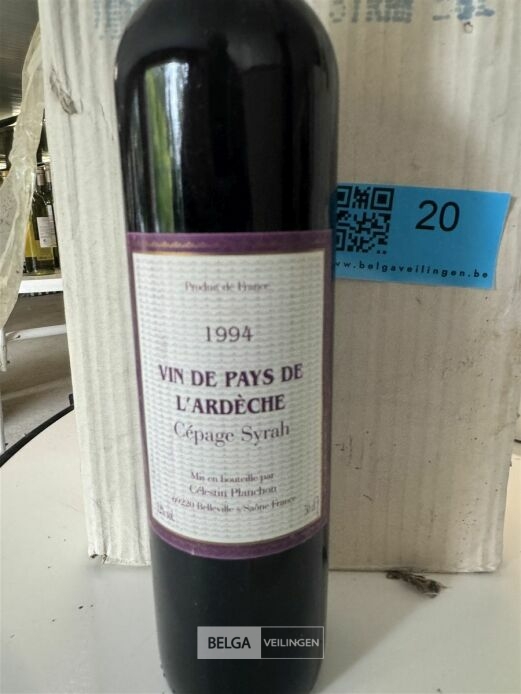 20
www.belgaveilingen.be
Produit de France
1994
VIN DE PAYS DE
L'ARDÈCHE
Cépage Syrah
Mis en bouteille par
Célestin Planchon
69220 Belleville s/Saône France
BELGA VEILINGEN